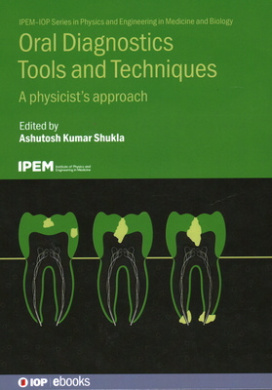 IPEM–IOP Series in Physics and Engineering in Medicine and Biology
Oral Diagnostics
Tools and Techniques
A physicist's approach
Edited by
Ashutosh Kumar Shukla
IPEM Institute of Physics and
Engineering in Medicine
IOP ebooks